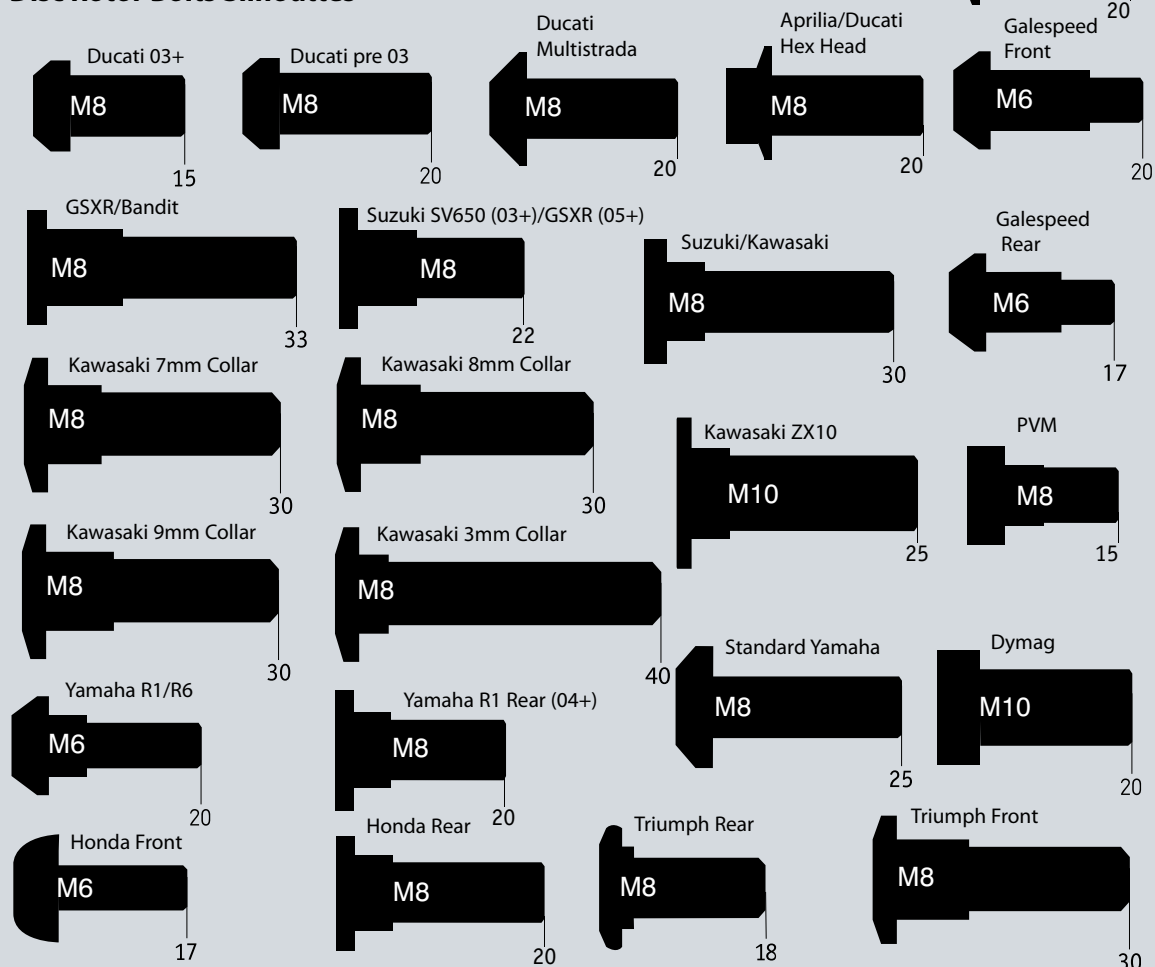 20
Ducati 03+
M8
15
Ducati pre 03
M8
20
Ducati
Multistrada
M8
20
Aprilia/Ducati
Hex Head
M8
20
Galespeed
Front
M6
20
GSXR/Bandit
M8
33
Suzuki SV650 (03+)/GSXR (05+)
M8
22
Suzuki/Kawasaki
M8
30
Galespeed
Rear
M6
17
Kawasaki 7mm Collar
M8
30
Kawasaki 8mm Collar
M8
30
Kawasaki ZX10
M10
25
PVM
M8
15
Kawasaki 9mm Collar
M8
30
Kawasaki 3mm Collar
M8
40
Standard Yamaha
M8
25
Dymag
M10
20
Yamaha R1/R6
M6
20
Yamaha R1 Rear (04+)
M8
20
Honda Front
M6
17
Honda Rear
M8
20
Triumph Rear
M8
18
Triumph Front
M8
30